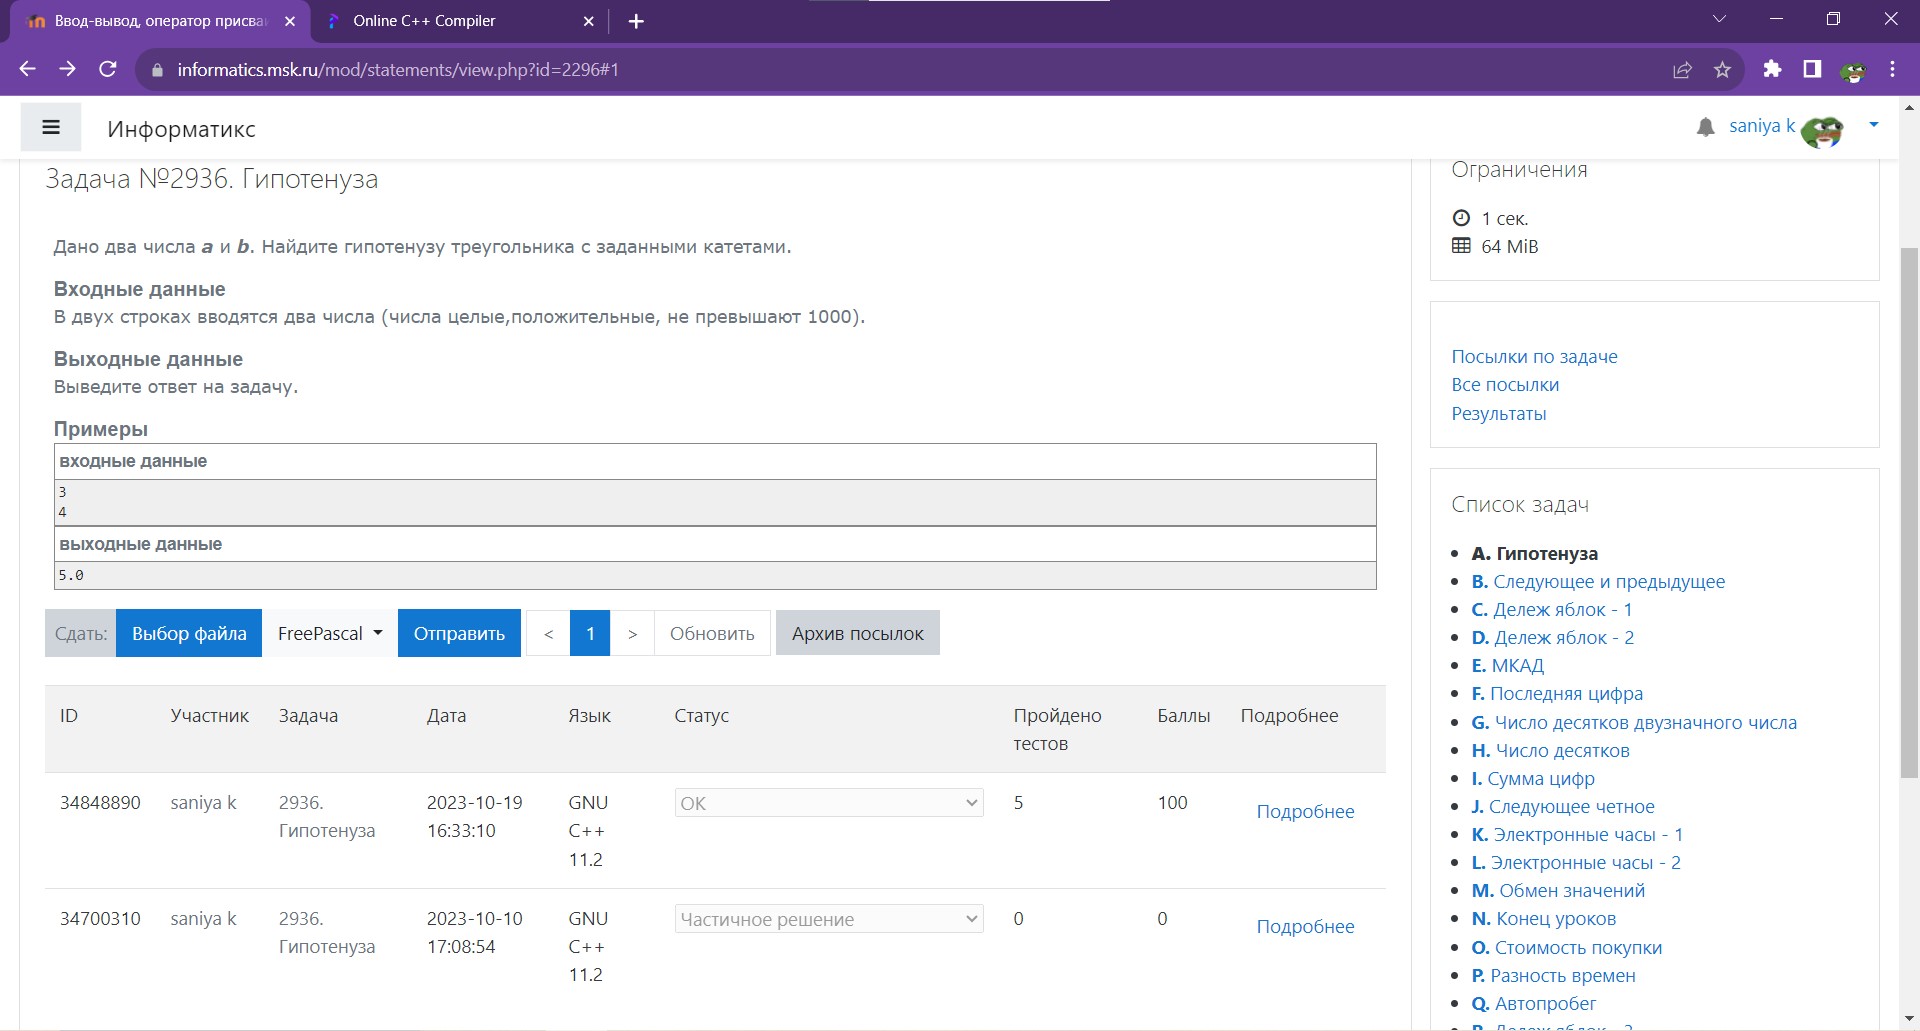 Ввод-вывод, оператор присва
Online C++ Compiler
informatics.msk.ru/mod/statements/view.php?id=2296#1
Информатикс
saniya k
Задача №2936. Гипотенуза
Дано два числа a и b. Найдите гипотенузу треугольника с заданными катетами.
Входные данные
В двух строках вводятся два числа (числа целые,положительные, не превышают 1000).
Выходные данные
Выведите ответ на задачу.
Примеры
входные данные
3
4
выходные данные
5.0
Сдать: Выбор файла FreePascal Отправить < 1 > Обновить Архив посылок
ID Участник Задача Дата Язык Статус Пройдено тестов Баллы Подробнее
34848890 saniya k 2936. Гипотенуза 2023-10-19 16:33:10 GNU C++ 11.2 OK 5 100 Подробнее
34700310 saniya k 2936. Гипотенуза 2023-10-10 17:08:54 GNU C++ 11.2 Частичное решение 0 0 Подробнее
Ограничения
1 сек.
64 MiB
Посылки по задаче
Все посылки
Результаты
Список задач
A. Гипотенуза
B. Следующее и предыдущее
C. Дележ яблок - 1
D. Дележ яблок - 2
E. МКАД
F. Последняя цифра
G. Число десятков двузначного числа
H. Число десятков
I. Сумма цифр
J. Следующее четное
K. Электронные часы - 1
L. Электронные часы - 2
M. Обмен значений
N. Конец уроков
O. Стоимость покупки
P. Разность времен
Q. Автопробег